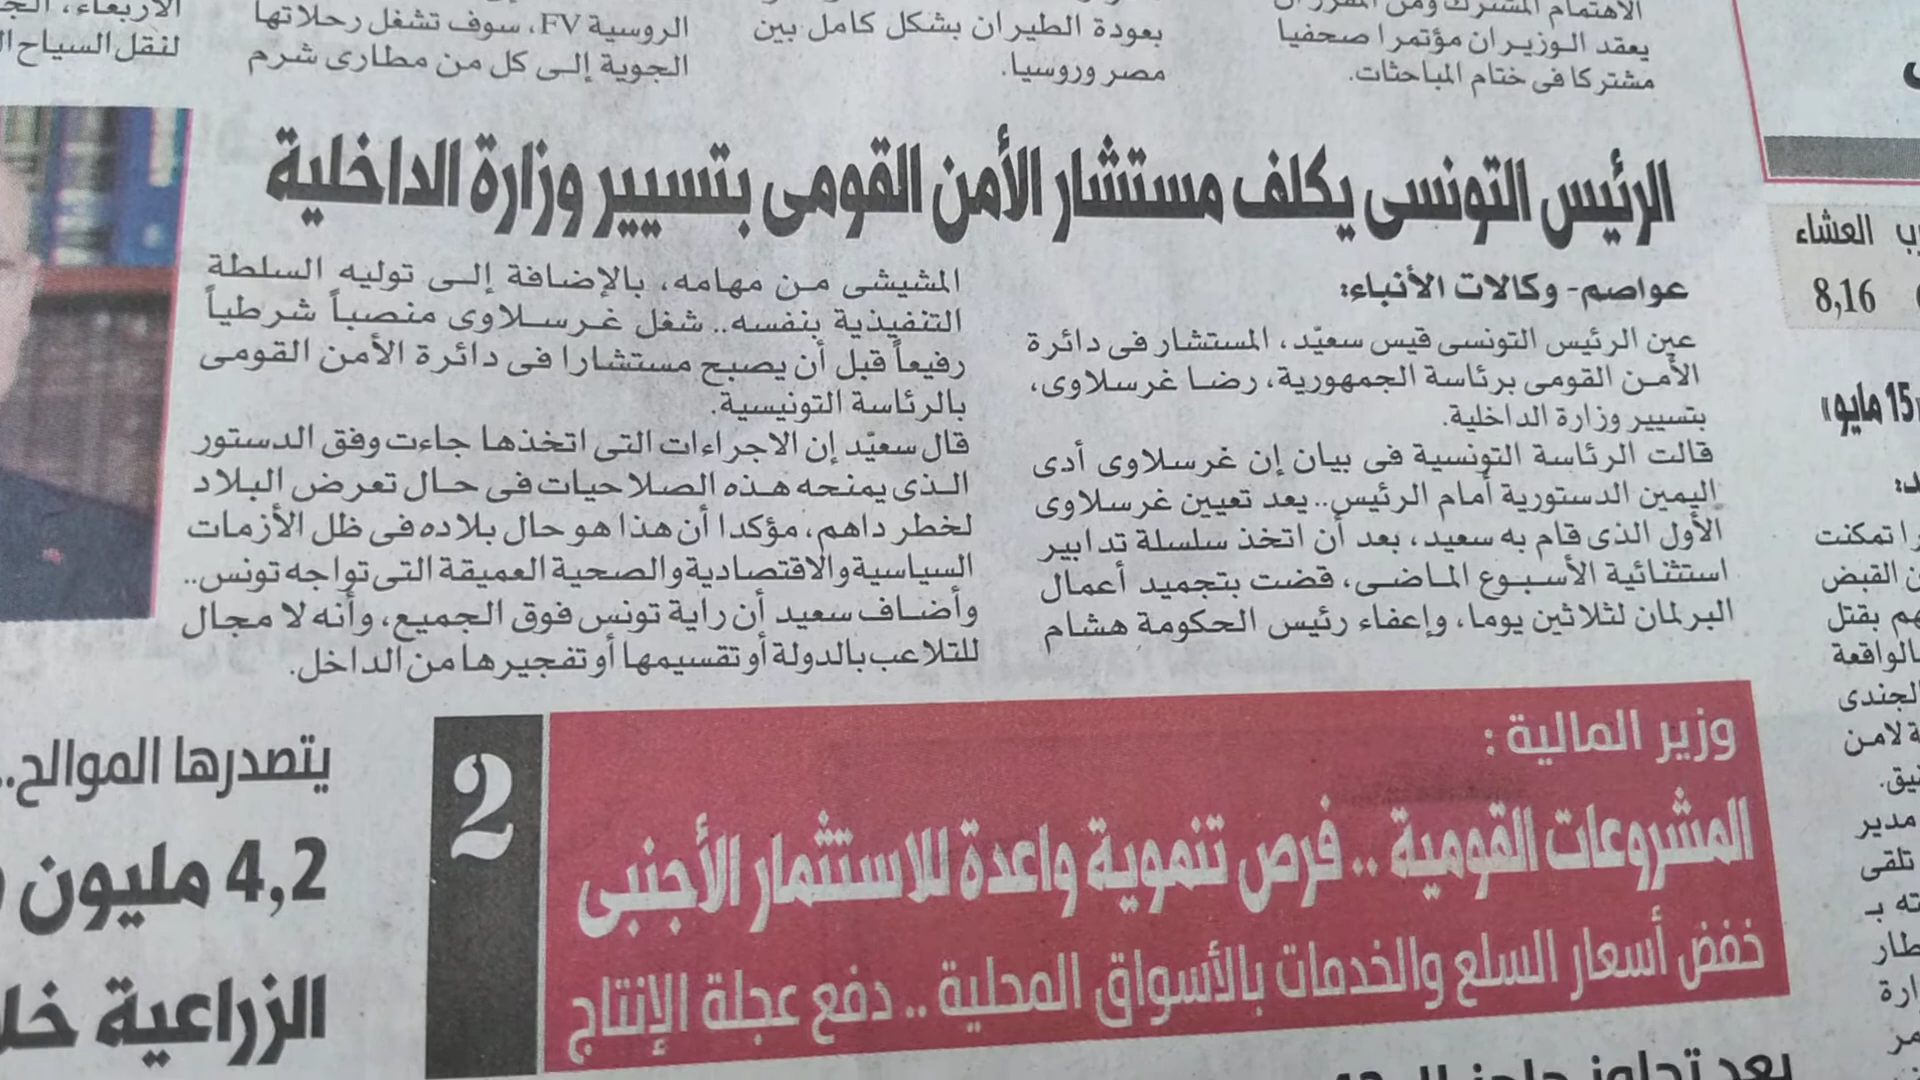 الاهتمام المشترك ومن المقرر أن
يعقد الوزيران مؤتمرا صحفيا
مشتركا فى ختام المباحثات.
بعودة الطيران بشكل كامل بين
مصر وروسيا.
الروسية FV، سوف تشغل رحلاتها
الجوية إلى كل من مطارى شرم
الأربعاء،
لنقل السياح
الرئيس التونسى يكلف مستشار الأمن القومى بتسيير وزارة الداخلية
عواصم- وكالات الأنباء:
عين الرئيس التونسى قيس سعيّد، المستشار فى دائرة
الأمن القومى برئاسة الجمهورية، رضا غرسلاوى،
بتسيير وزارة الداخلية.
قالت الرئاسة التونسية فى بيان إن غرسلاوى أدى
اليمين الدستورية أمام الرئيس.. يعد تعيين غرسلاوى
الأول الذى قام به سعيد، بعد أن اتخذ سلسلة تدابير
استثنائية الأسبوع الماضى، قضت بتجميد أعمال
البرلمان لثلاثين يوما، وإعفاء رئيس الحكومة هشام
المشيشى من مهامه، بالإضافة إلى توليه السلطة
التنفيذية بنفسه.. شغل غرسلاوى منصباً شرطياً
رفيعاً قبل أن يصبح مستشارا فى دائرة الأمن القومى
بالرئاسة التونيسية.
قال سعيّد إن الاجراءات التى اتخذها جاءت وفق الدستور
الذى يمنحه هذه الصلاحيات فى حال تعرض البلاد
لخطر داهم، مؤكدا أن هذا هو حال بلاده فى ظل الأزمات
السياسية والاقتصادية والصحية العميقة التى تواجه تونس..
وأضاف سعيد أن راية تونس فوق الجميع، وأنه لا مجال
للتلاعب بالدولة أو تقسيمها أو تفجيرها من الداخل.
وزير المالية :
المشروعات القومية .. فرص تنموية واعدة للاستثمار الأجنبى
خفض أسعار السلع والخدمات بالأسواق المحلية .. دفع عجلة الإنتاج
2
يتصدرها الموالح..
4,2 مليون
الزراعية
العشاء
8,16
15 مايو»
تمكنت
القبض
بقتل
بالواقعة
الجندى
لامن
مدير
تلقى
بعد تجاوز